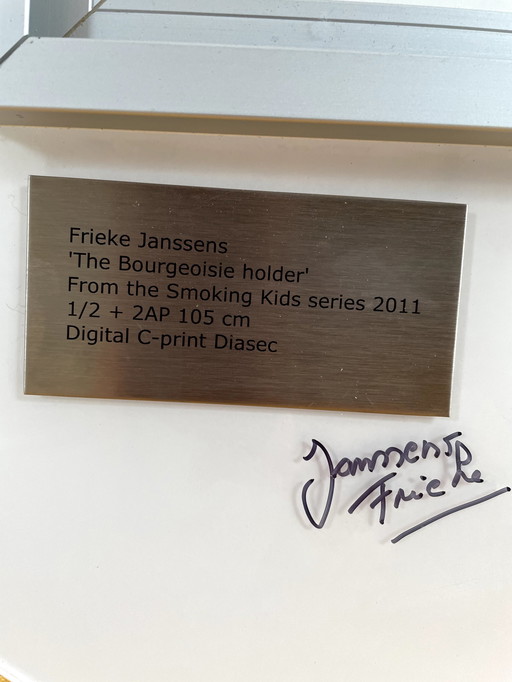 Frieke Janssens
'The Bourgeoisie holder'
From the Smoking Kids series 2011
1/2 + 2AP 105 cm
Digital C-print Diasec
Janssens
Frieke